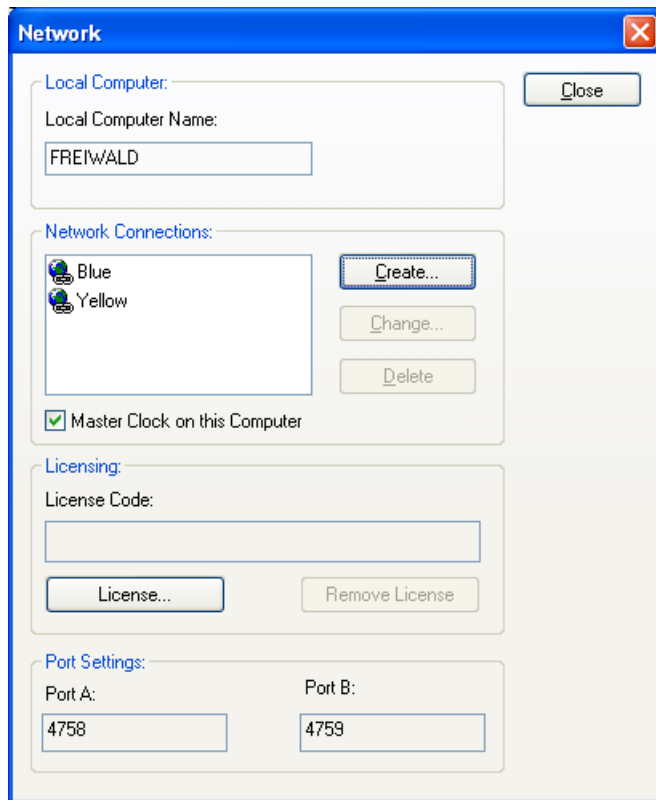 Network
Local Computer:
Close
Local Computer Name:
FREIWALD
Network Connections:
Blue
Create...
Yellow
Change...
Delete
Master Clock on this Computer
Licensing:
License Code:
License...
Remove License
Port Settings:
Port A:
Port B:
4758
4759